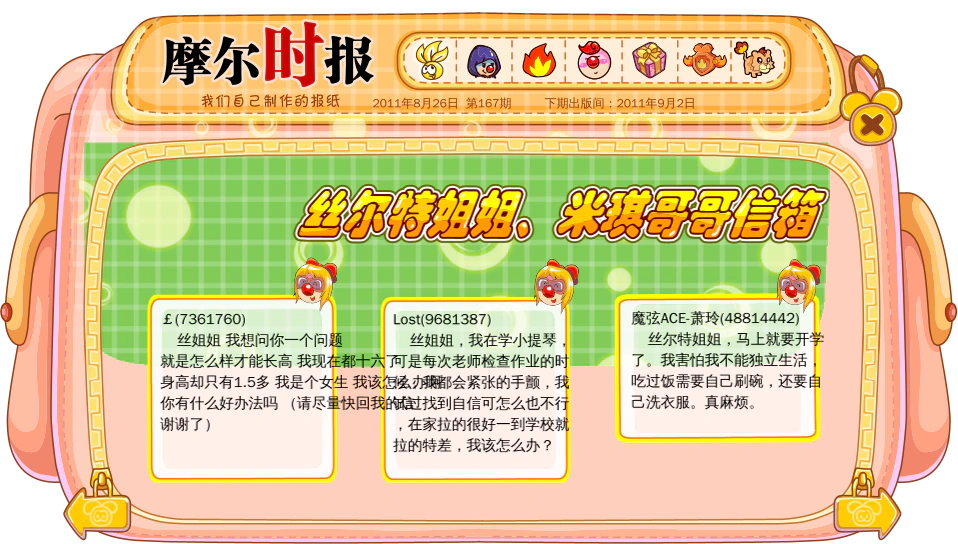 摩尔时报
我们自己制作的报纸
2011年8月26日 第167期 下期出版间：2011年9月2日
丝尔特姐姐、米琪哥哥信箱
￡(7361760)
丝姐姐 我想问你一个问题
就是怎么样才能长高 我现在都十六了
身高却只有1.5多 我是个女生 我该怎么办啊
你有什么好办法吗 （请尽量快回我的信
谢谢了）
Lost(9681387)
丝姐姐，我在学小提琴，
可是每次老师检查作业的时
都会紧张的手颤，我
试过找到自信可怎么也不行
，在家拉的很好一到学校就
拉的特差，我该怎么办？
魔弦ACE-萧玲(48814442)
丝尔特姐姐，马上就要开学
了。我害怕我不能独立生活，
吃过饭需要自己刷碗，还要自
己洗衣服。真麻烦。